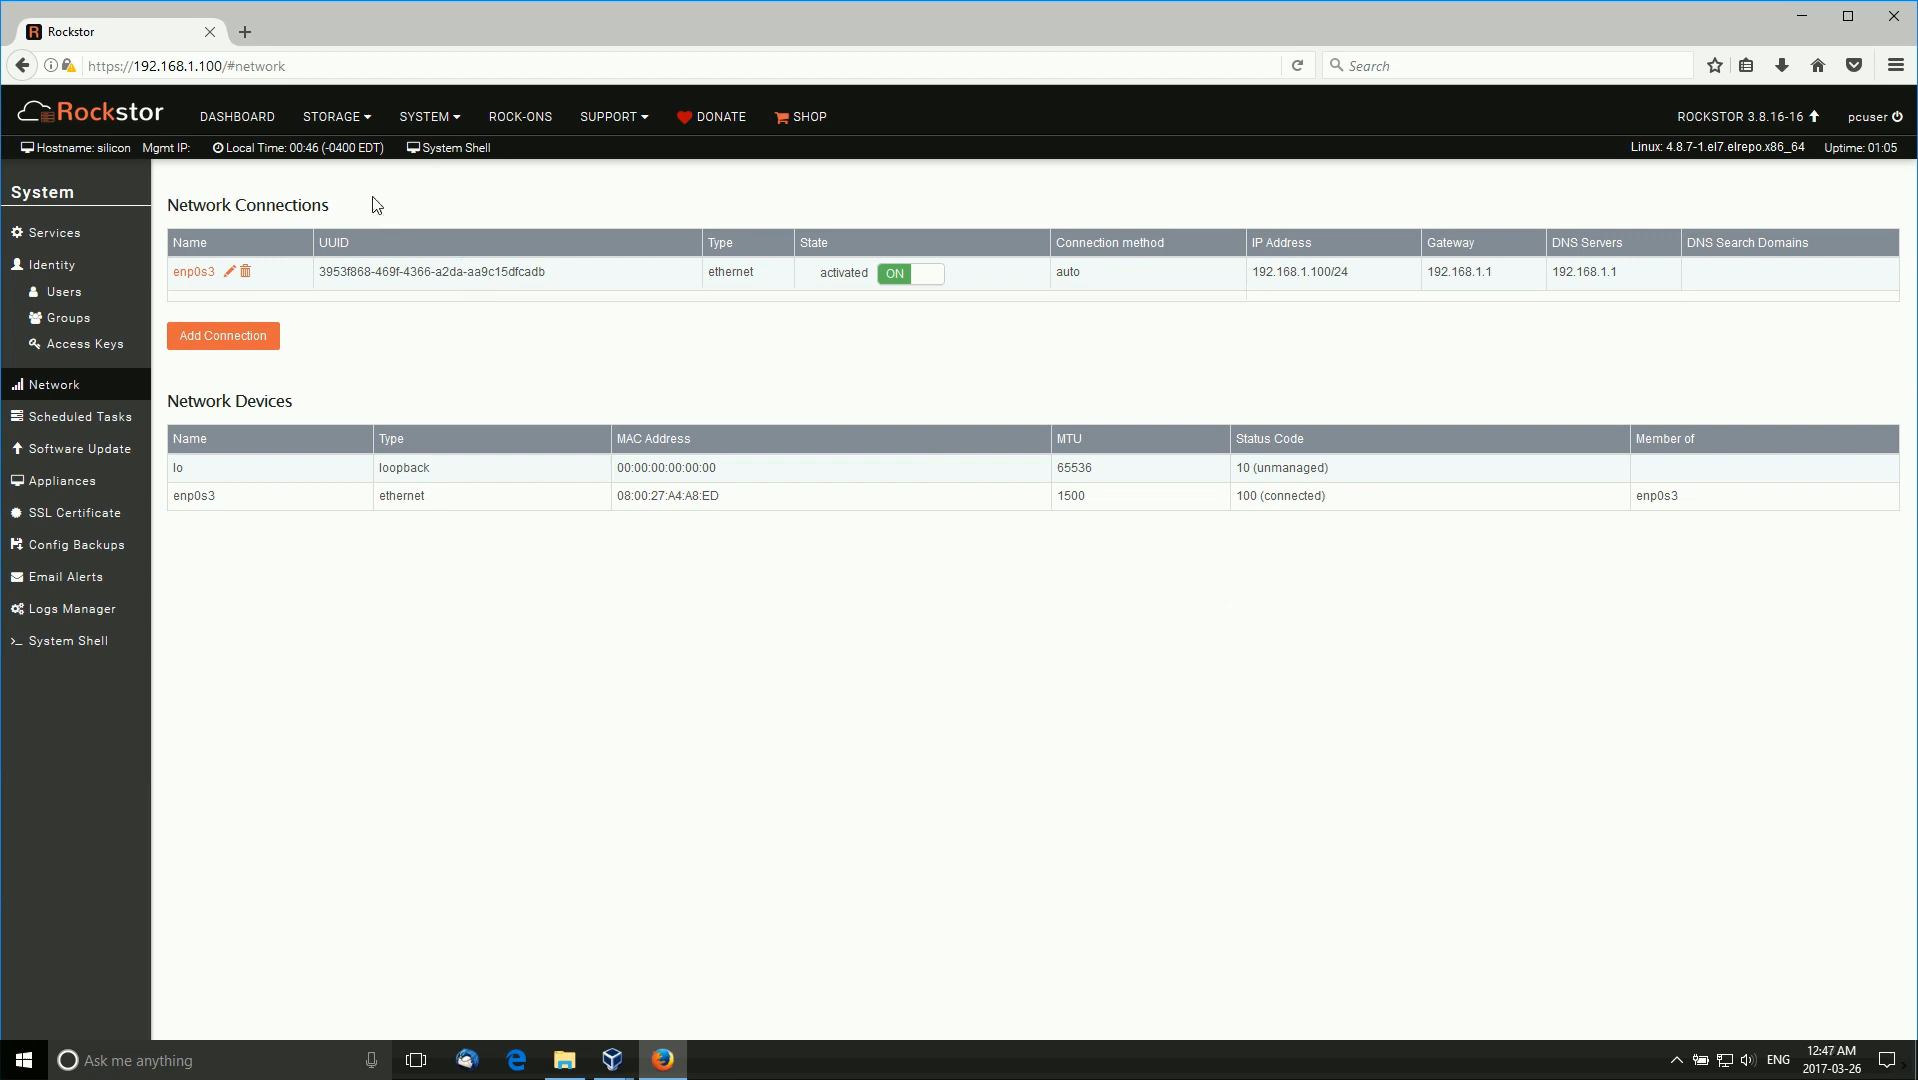 Rockstor
https://192.168.1.100/#network
Search
Rockstor
DASHBOARD STORAGE SYSTEM ROCK-ONS SUPPORT DONATE SHOP
ROCKSTOR 3.8.16-16 pcuser
Hostname: silicon Mgmt IP: Local Time: 00:46 (-0400 EDT) System Shell
Linux: 4.8.7-1.el7.elrepo.x86_64 Uptime: 01:05
System
Services
Identity
Users
Groups
Access Keys
Network
Scheduled Tasks
Software Update
Appliances
SSL Certificate
Config Backups
Email Alerts
Logs Manager
>_ System Shell
Network Connections
Name UUID Type State Connection method IP Address Gateway DNS Servers DNS Search Domains
enp0s3 3953f868-469f-4366-a2da-aa9c15dfcadb ethernet activated ON auto 192.168.1.100/24 192.168.1.1 192.168.1.1
Add Connection
Network Devices
Name Type MAC Address MTU Status Code Member of
lo loopback 00:00:00:00:00:00 65536 10 (unmanaged)
enp0s3 ethernet 08:00:27:A4:A8:ED 1500 100 (connected) enp0s3
Ask me anything
ENG
12:47 AM
2017-03-26